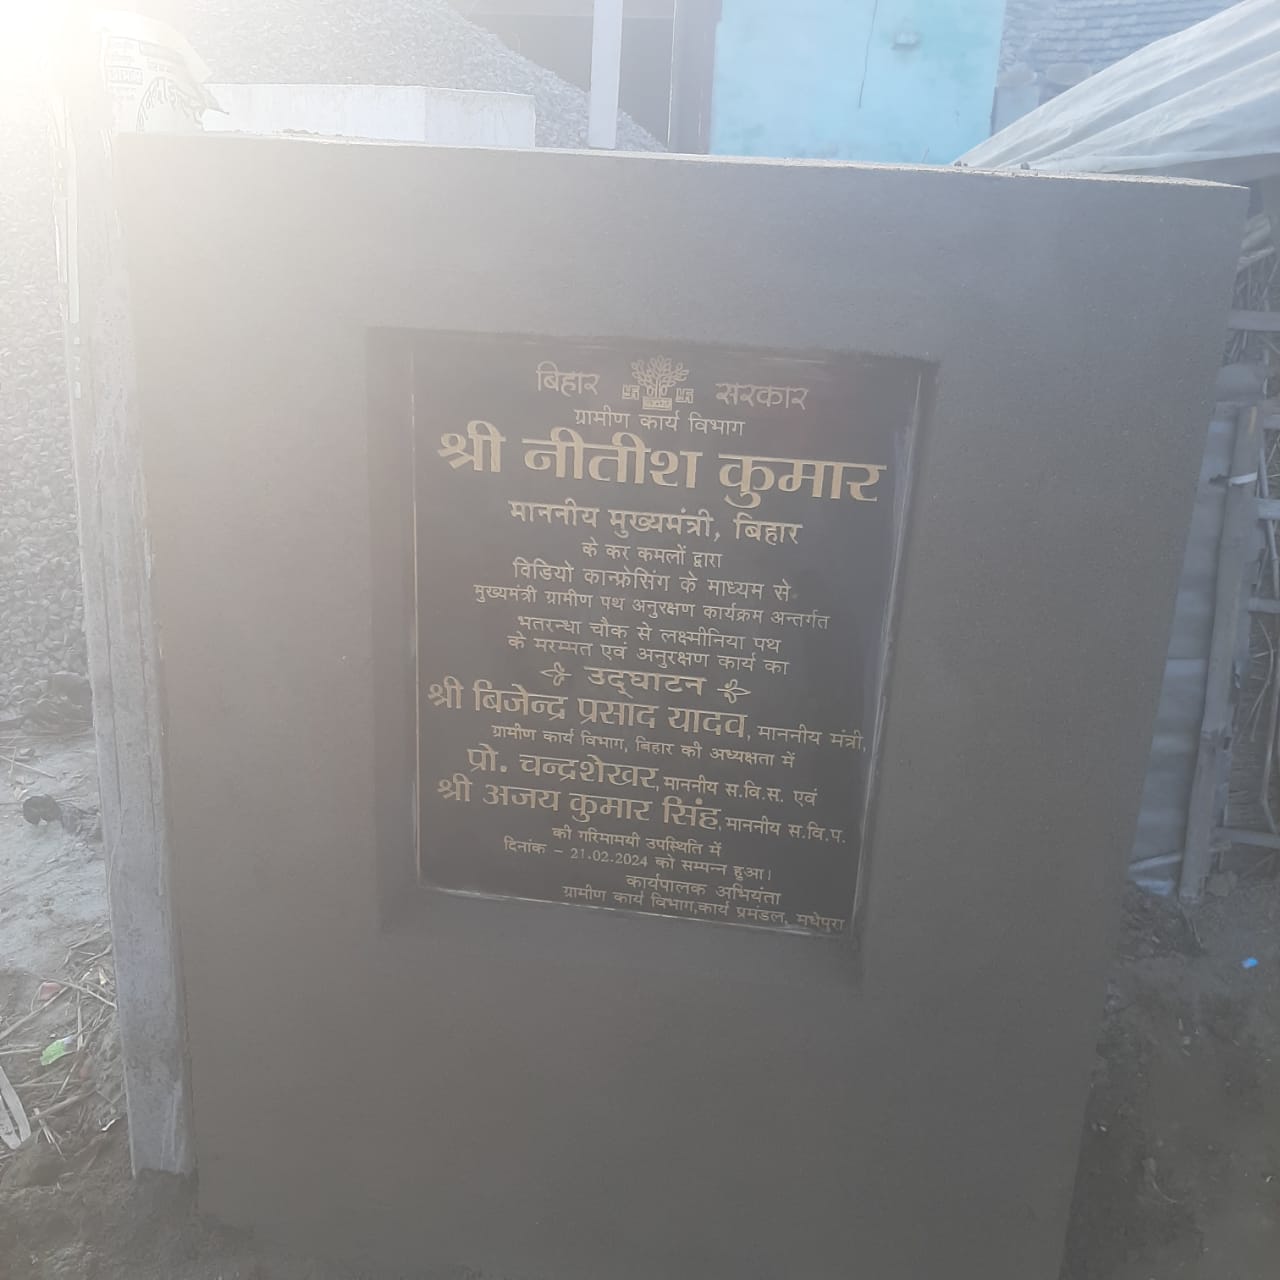 बिहार सरकार
ग्रामीण कार्य विभाग
श्री नीतीश कुमार
माननीय मुख्यमंत्री, बिहार
के कर कमलों द्वारा
विडियो कान्फ्रेसिंग के माध्यम से
मुख्यमंत्री ग्रामीण पथ अनुरक्षण कार्यक्रम अन्तर्गत
भतरन्धा चौक से लक्ष्मीनिया पथ
के मरम्मत एवं अनुरक्षण कार्य का
उद्घाटन
श्री बिजेन्द्र प्रसाद यादव, माननीय मंत्री,
ग्रामीण कार्य विभाग, बिहार की अध्यक्षता में
प्रो. चन्द्रशेखर, माननीय स.वि.स. एवं
श्री अजय कुमार सिंह, माननीय स.वि.प.
की गरिमामयी उपस्थिति में
दिनांक - 21.02.2024 को सम्पन्न हुआ।
कार्यपालक अभियंता
ग्रामीण कार्य विभाग,कार्य प्रमंडल, मधेपुरा